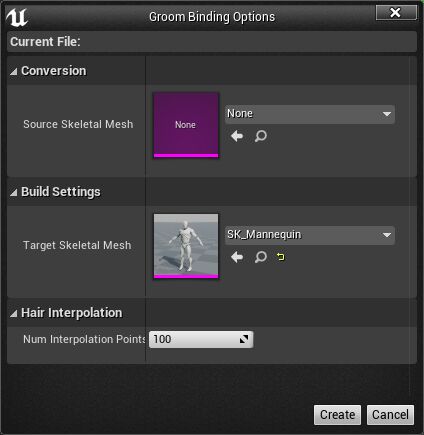 Groom Binding Options
Current File:
Conversion
Source Skeletal Mesh
None
None
Build Settings
Target Skeletal Mesh
SK_Mannequin
Hair Interpolation
Num Interpolation Points
100
Create
Cancel